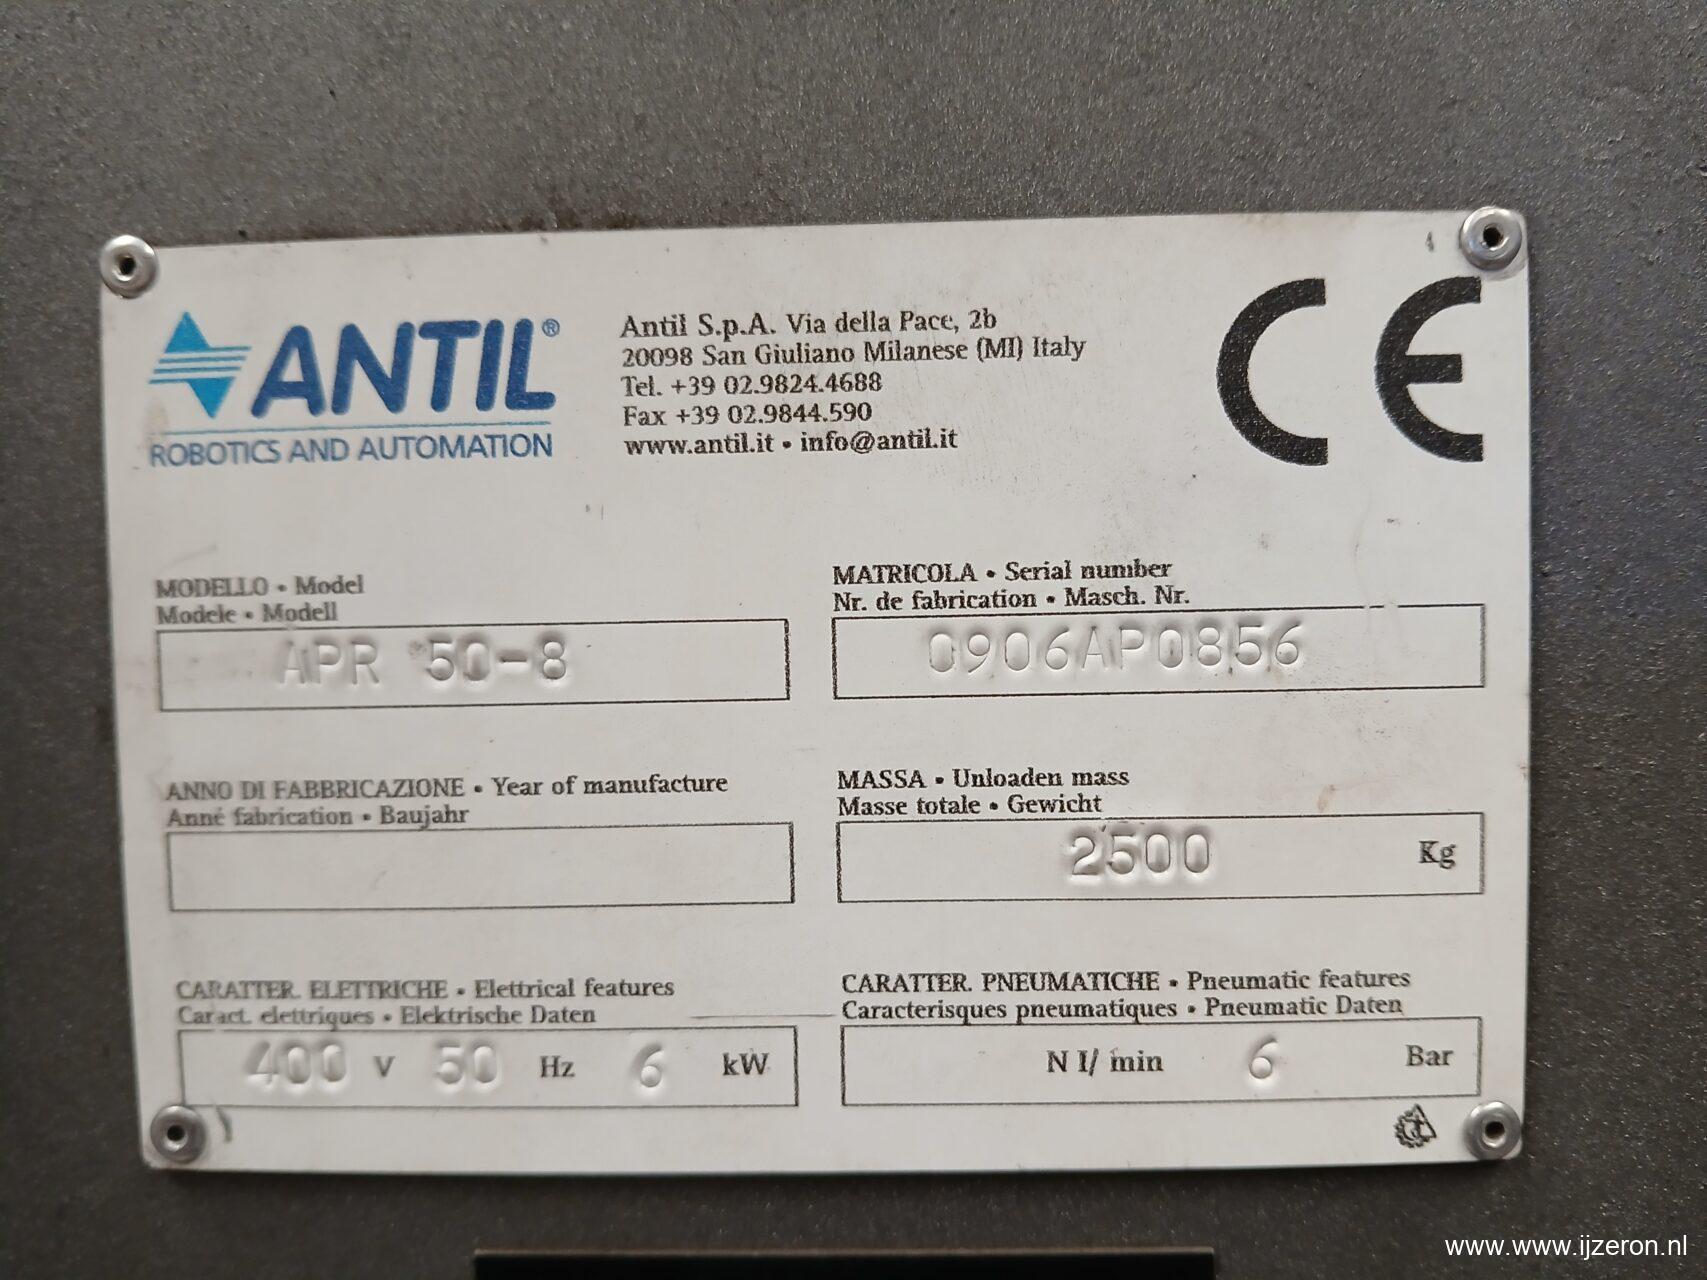 ANTIL®
ROBOTICS AND AUTOMATION
Antil S.p.A. Via della Pace, 2b
20098 San Giuliano Milanese (MI) Italy
Tel. +39 02.9824.4688
Fax +39 02.9844.590
www.antil.it • info@antil.it
CE
MODELLO • Model
Modele • Modell
APR 50-8
MATRICOLA • Serial number
Nr. de fabrication • Masch. Nr.
0906AP0856
ANNO DI FABBRICAZIONE • Year of manufacture
Anné fabrication • Baujahr
MASSA • Unloaden mass
Masse totale • Gewicht
2500 Kg
CARATTER. ELETTRICHE • Elettrical features
Caract. elettriques • Elektrische Daten
400 V 50 Hz 6 kW
CARATTER. PNEUMATICHE • Pneumatic features
Caracterisques pneumatiques • Pneumatic Daten
N l/ min 6 Bar
www.www.ijzeron.nl